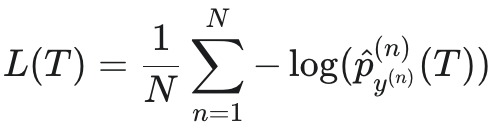 L(T) = \frac{1}{N} \sum_{n=1}^{N} - \log(\hat{p}_{y^{(n)}}^{(n)}(T))